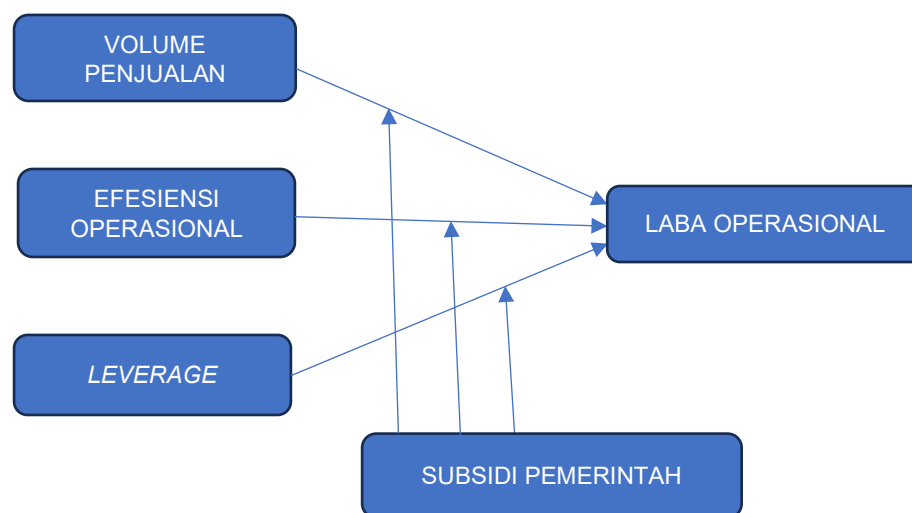 VOLUME
PENJUALAN
EFESIENSI
OPERASIONAL
LABA OPERASIONAL
LEVERAGE
SUBSIDI PEMERINTAH